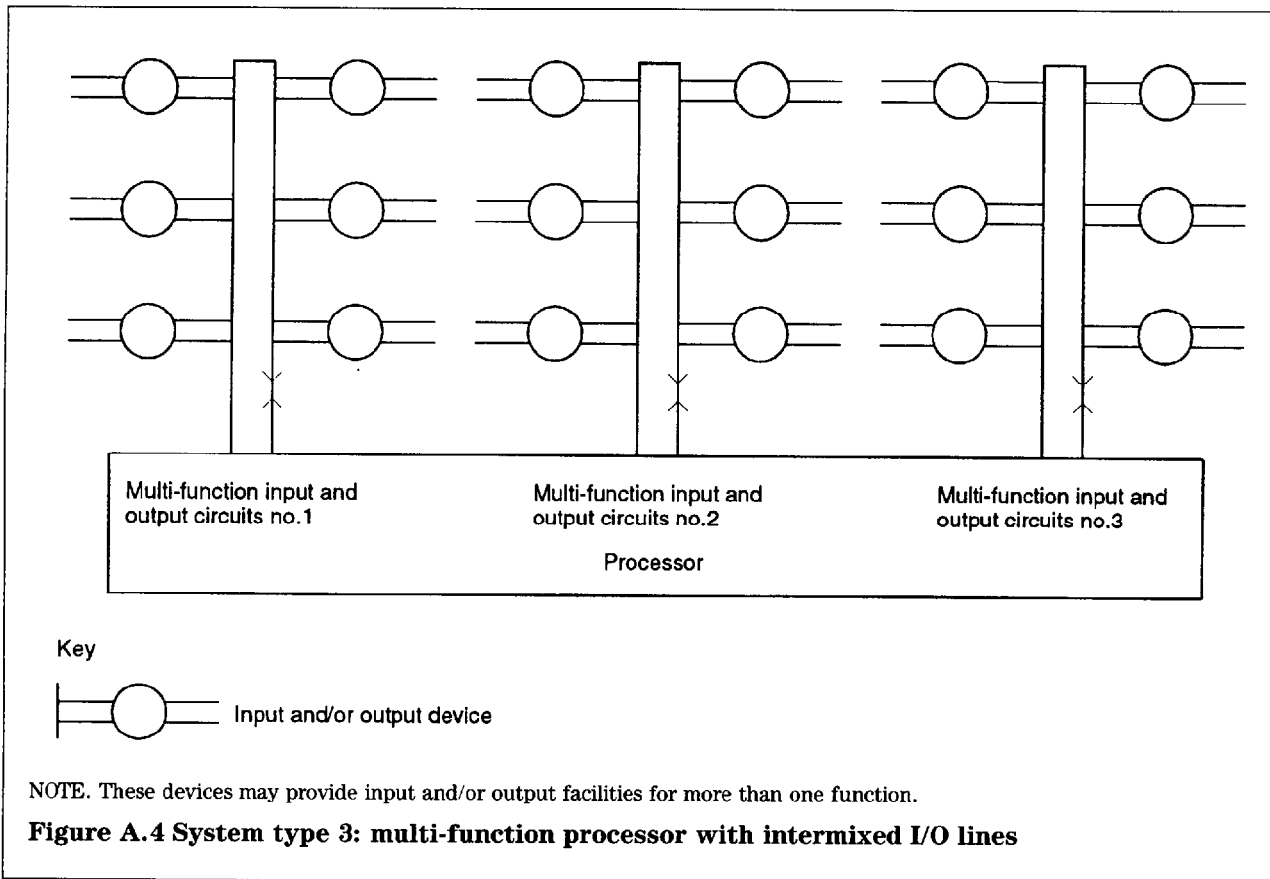 Multi-function input and
output circuits no.1
Multi-function input and
output circuits no.2
Multi-function input and
output circuits no.3
Processor
Key
Input and/or output device
NOTE. These devices may provide input and/or output facilities for more than one function.
Figure A.4 System type 3: multi-function processor with intermixed I/O lines